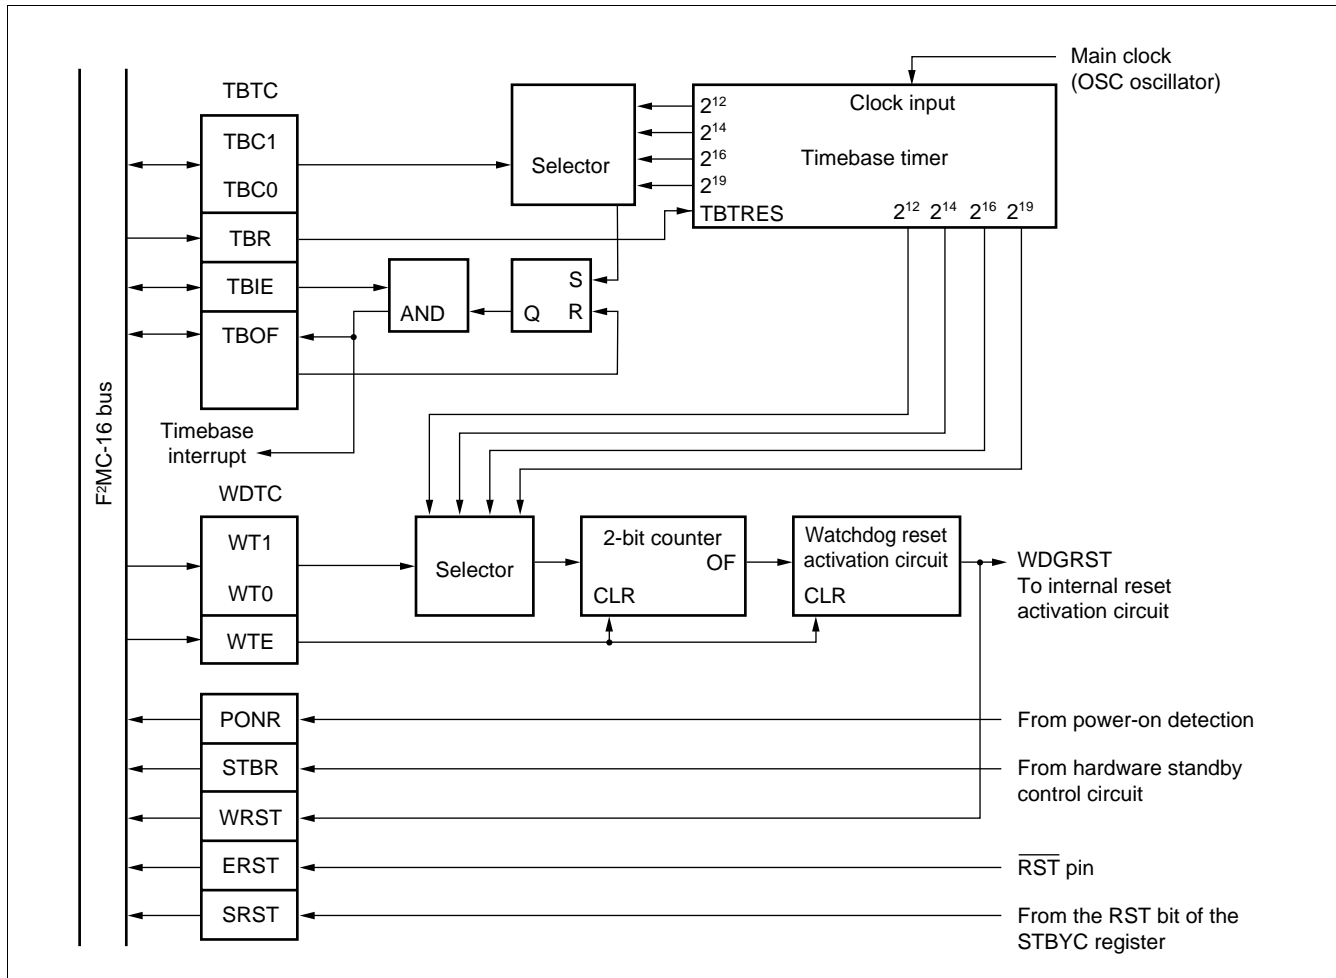 Main clock
(OSC oscillator)
TBTC
TBC1
TBC0
Selector
2¹²
2¹⁴
2¹⁶
2¹⁹
Clock input
Timebase timer
TBTRES
2¹² 2¹⁴ 2¹⁶ 2¹⁹
TBR
TBIE
TBOF
AND
S
Q R
F²MC-16 bus
Timebase
interrupt
WDTC
WT1
WT0
Selector
2-bit counter
OF
CLR
Watchdog reset
activation circuit
CLR
WDGRST
To internal reset
activation circuit
WTE
PONR
From power-on detection
STBR
From hardware standby
control circuit
WRST
ERST
R̅S̅T̅ pin
SRST
From the RST bit of the
STBYC register